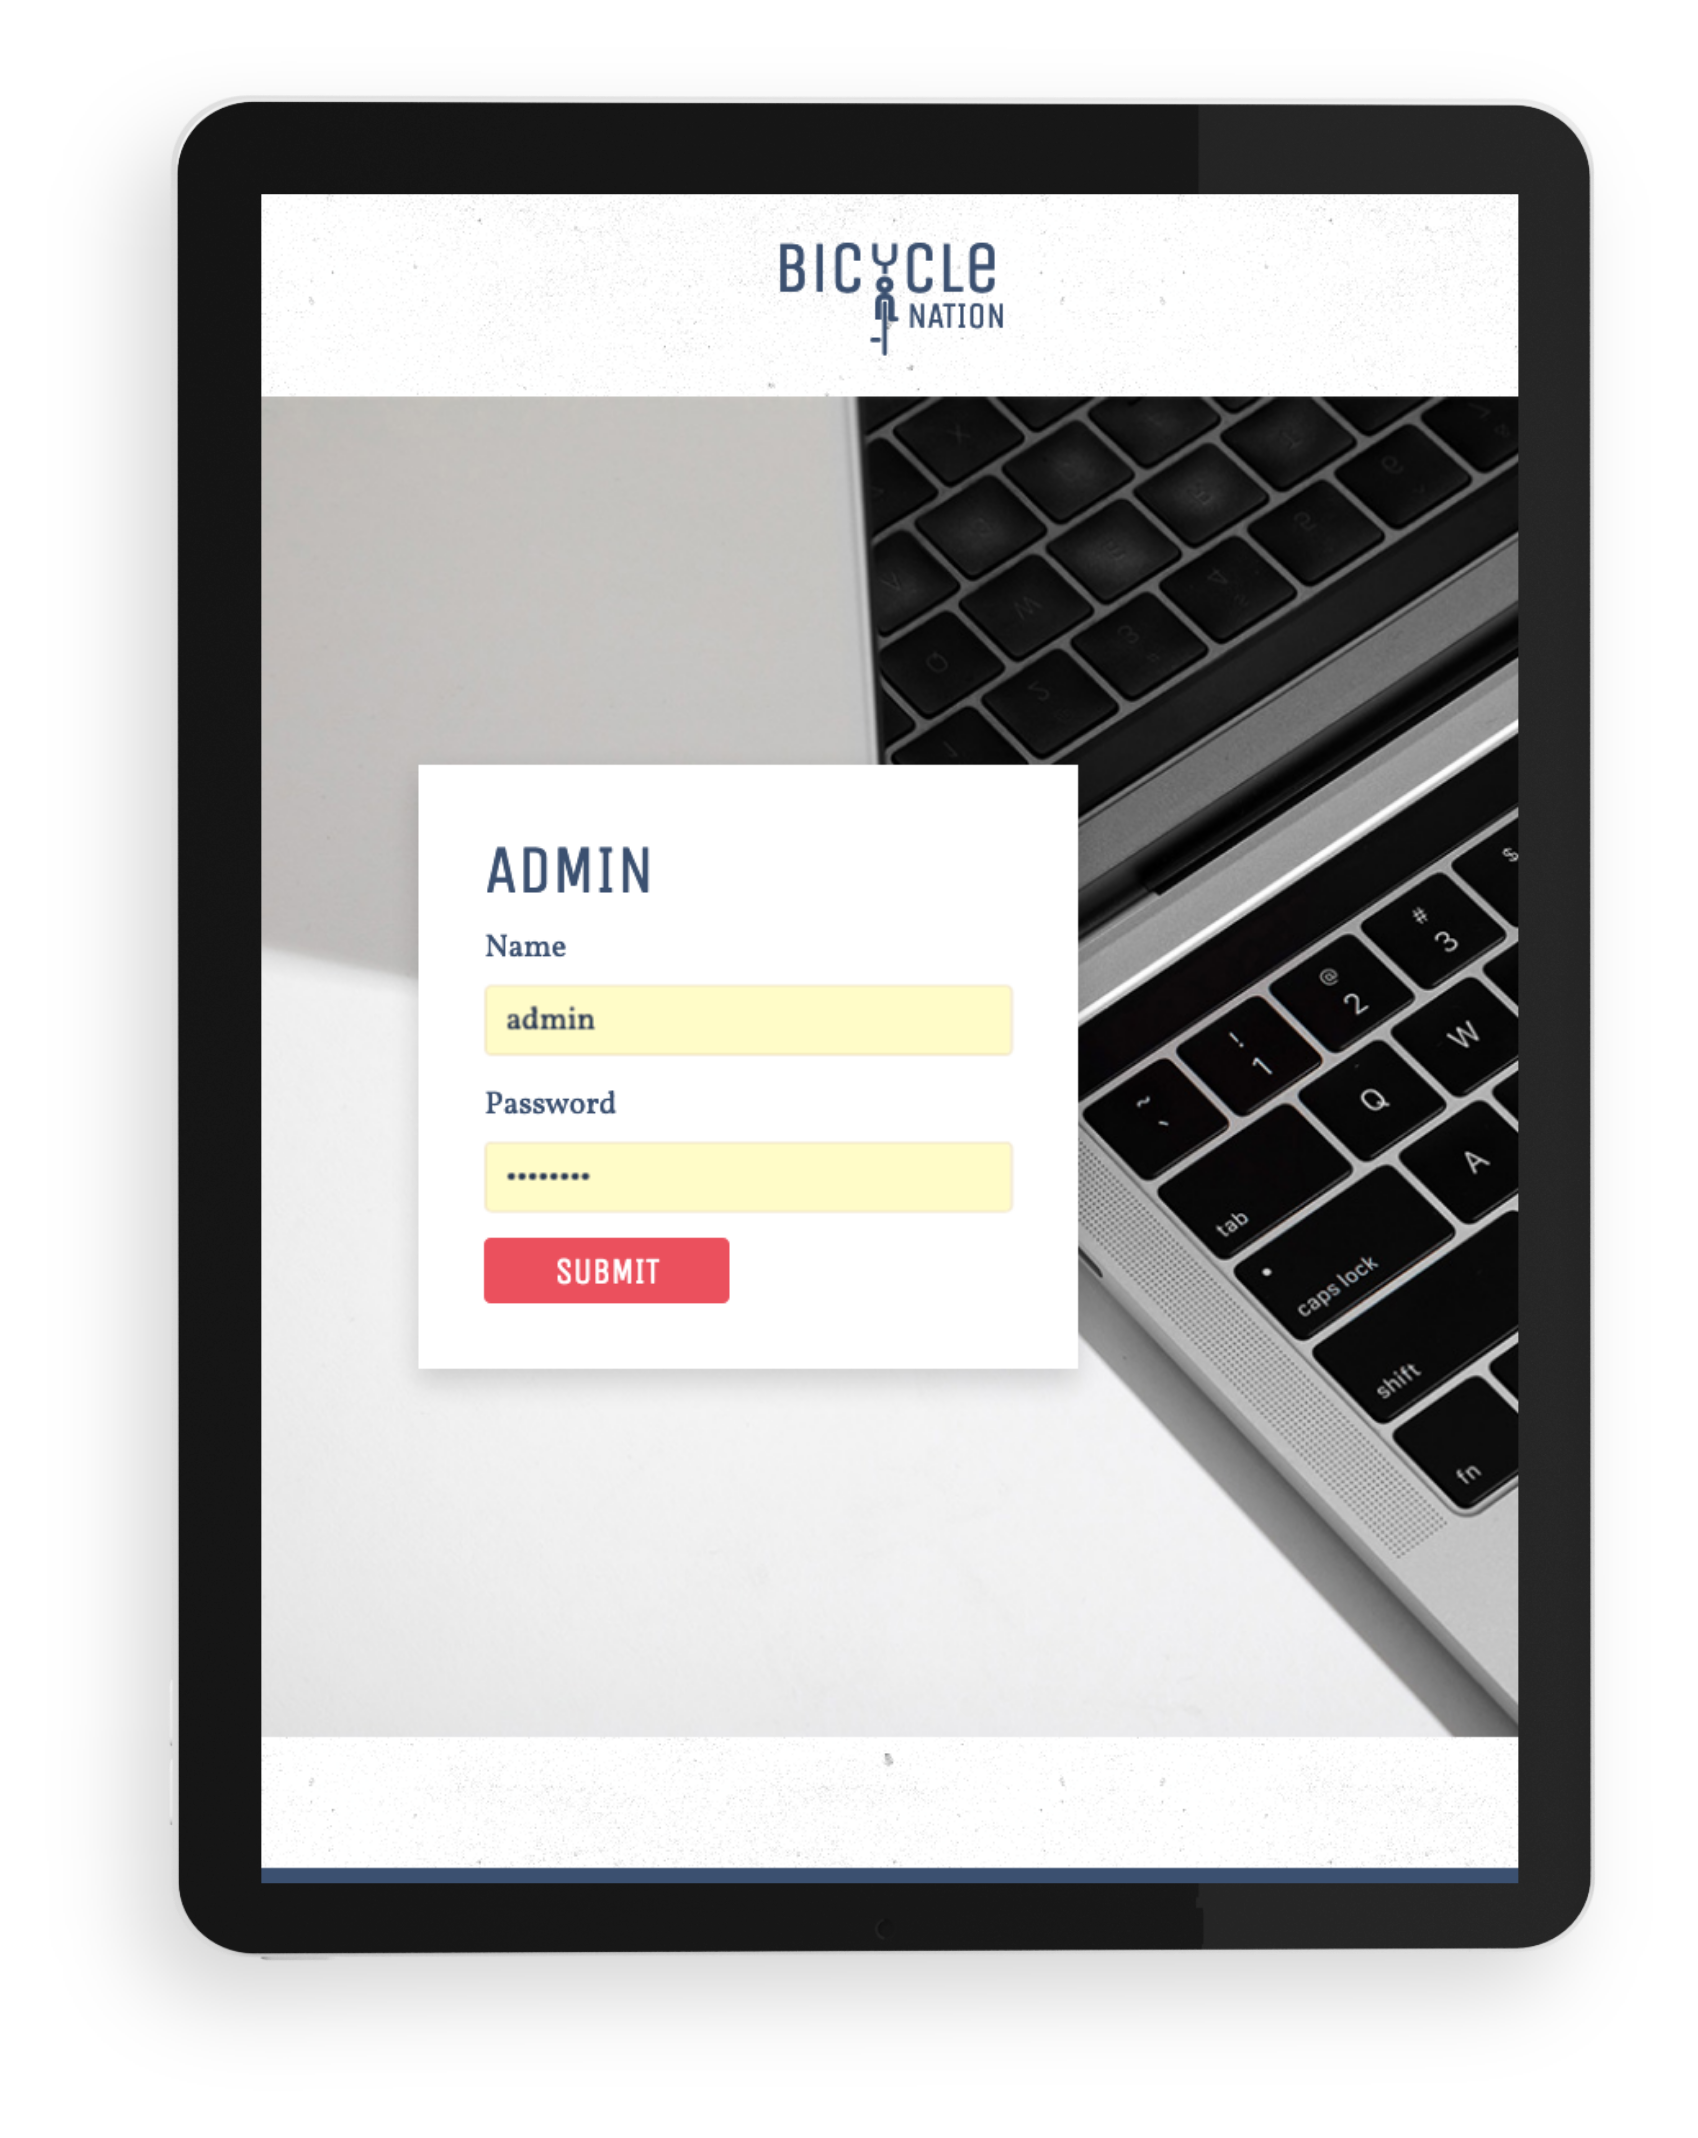 BICYCLE
NATION
ADMIN
Name
admin
Password
••••••••
SUBMIT
# 3
@ 2
! 1
W
Q
A
~
tab
caps lock
shift
fn